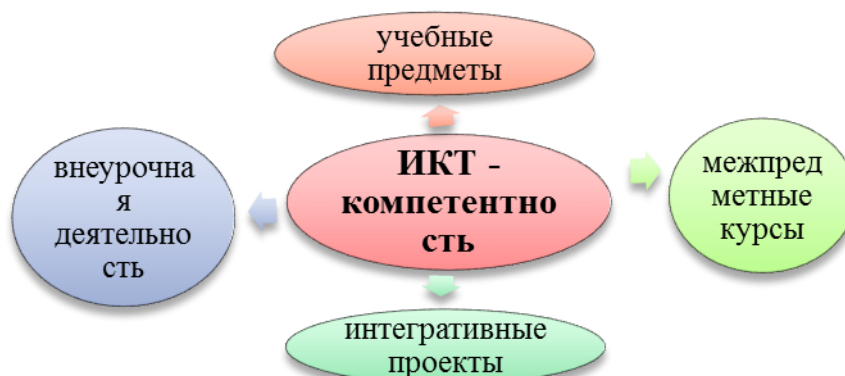 учебные
предметы
внеурочна
я
деятельно
сть
ИКТ -
компетентно
сть
межпред
метные
курсы
интегративные
проекты